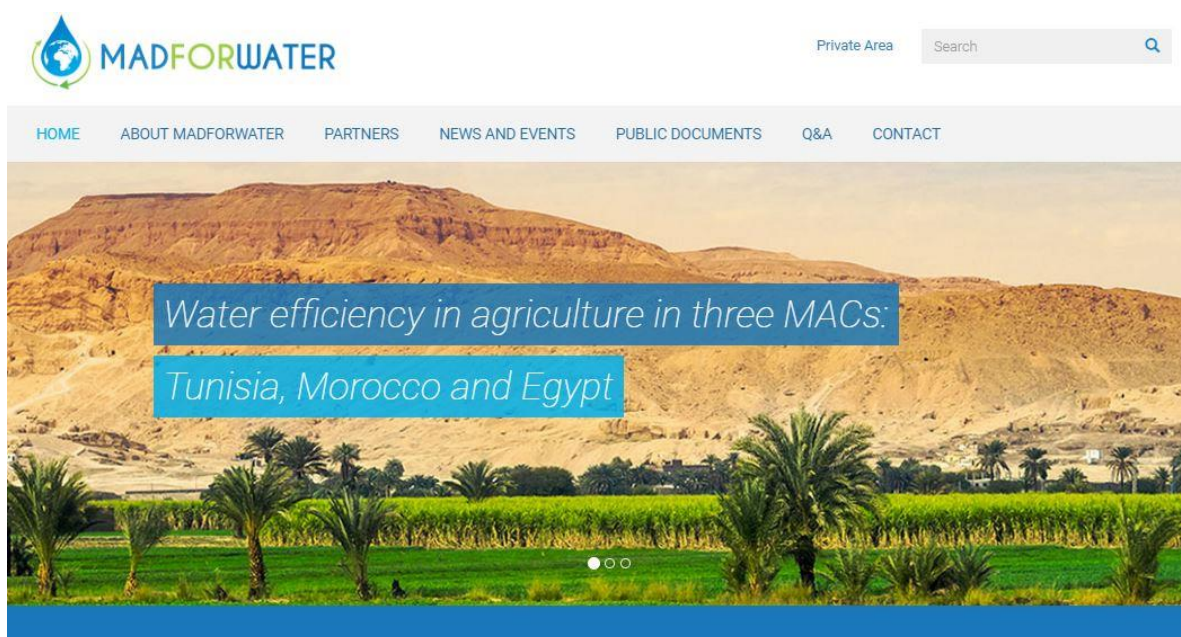 MADFORWATER
Private Area
Search
HOME ABOUT MADFORWATER PARTNERS NEWS AND EVENTS PUBLIC DOCUMENTS Q&A CONTACT
Water efficiency in agriculture in three MACs:
Tunisia, Morocco and Egypt